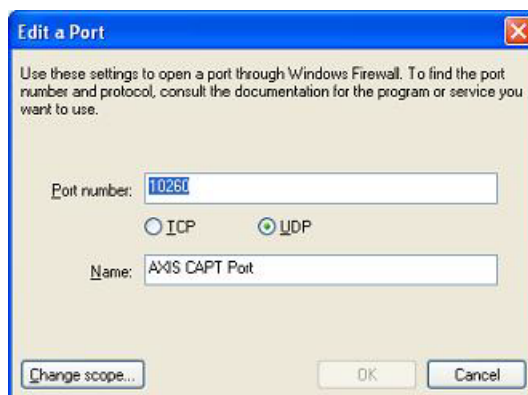 Edit a Port
Use these settings to open a port through Windows Firewall. To find the port
number and protocol, consult the documentation for the program or service you
want to use.
Port number: 10260
TCP UDP
Name: AXIS CAPT Port
Change scope... OK Cancel